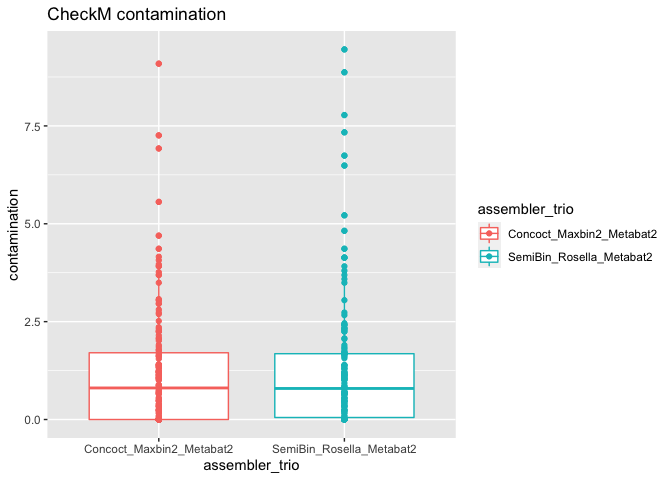 CheckM contamination
contamination
7.5
5.0
2.5
0.0
Concoct_Maxbin2_Metabat2
SemiBin_Rosella_Metabat2
assembler_trio
assembler_trio
Concoct_Maxbin2_Metabat2
SemiBin_Rosella_Metabat2